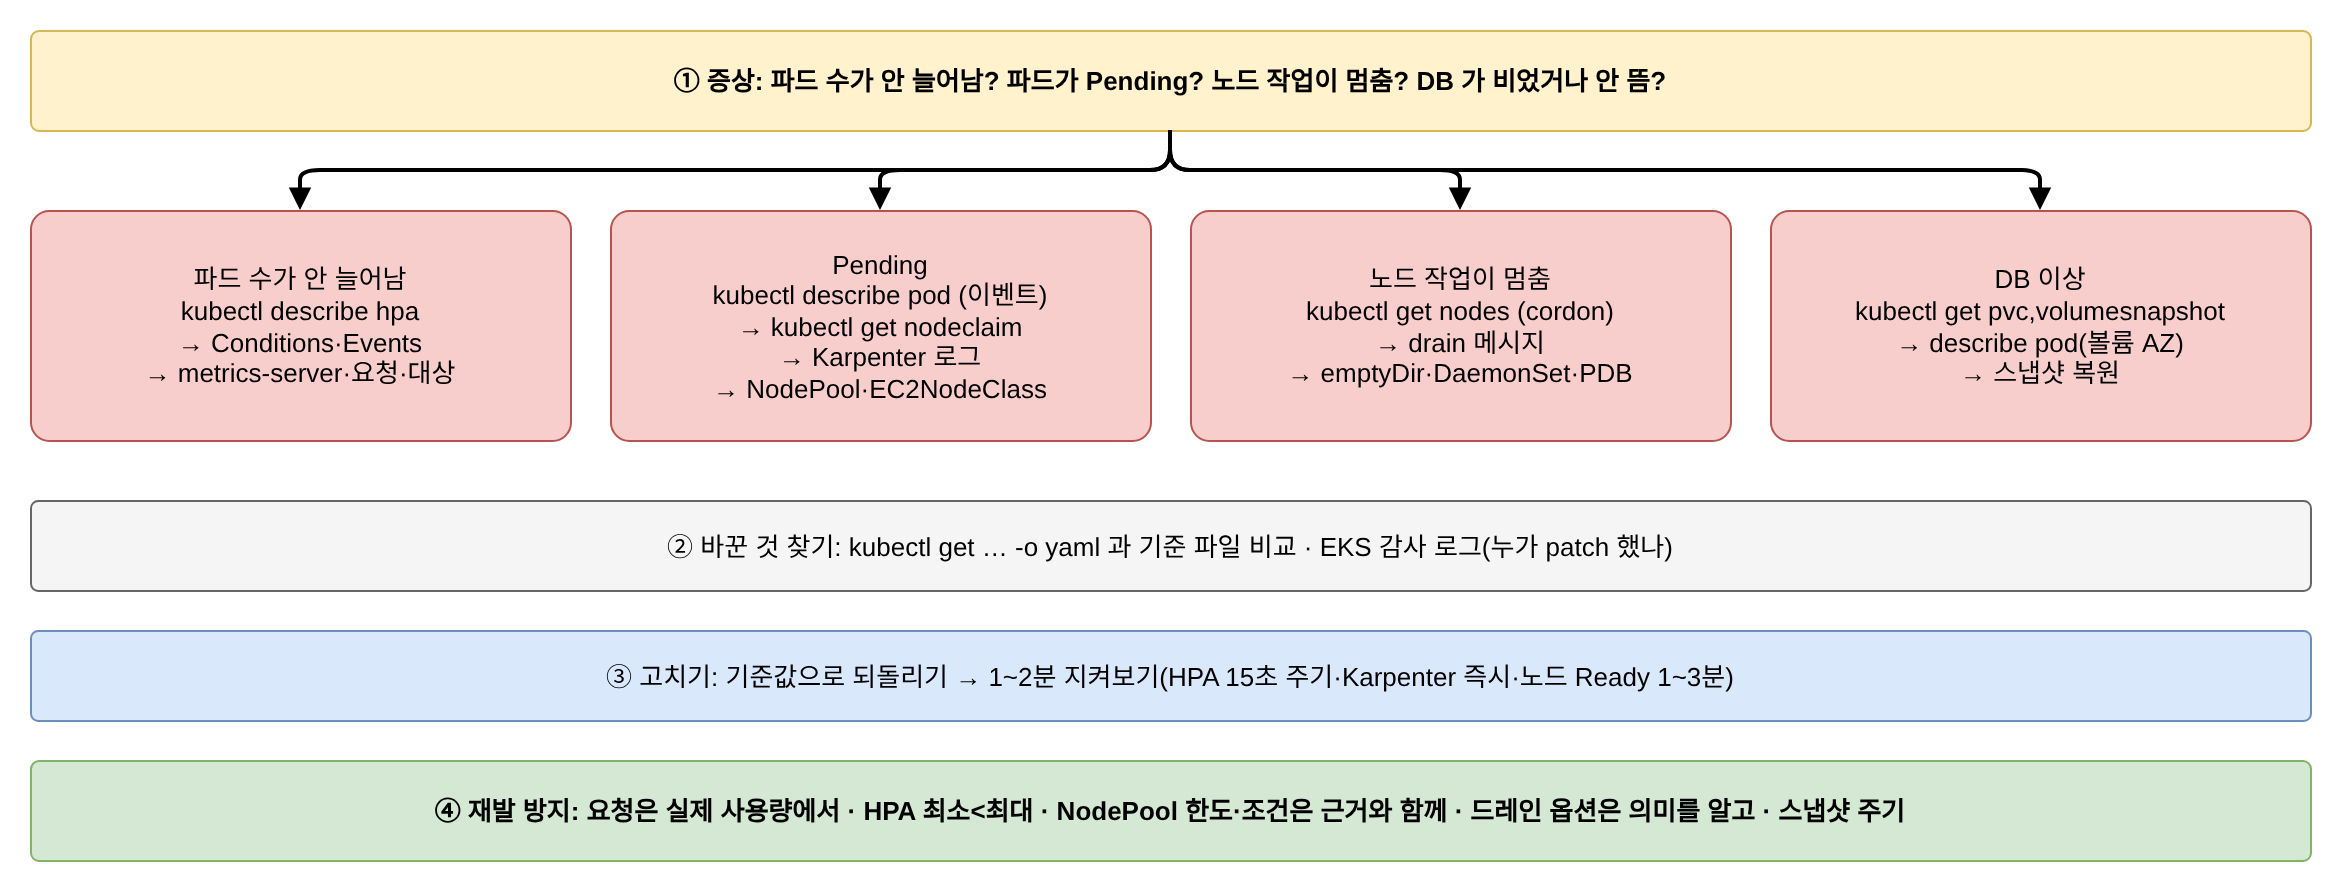 ① 증상: 파드 수가 안 늘어남? 파드가 Pending? 노드 작업이 멈춤? DB 가 비었거나 안 뜸?
파드 수가 안 늘어남
kubectl describe hpa
→ Conditions·Events
→ metrics-server·요청·대상
Pending
kubectl describe pod (이벤트)
→ kubectl get nodeclaim
→ Karpenter 로그
→ NodePool·EC2NodeClass
노드 작업이 멈춤
kubectl get nodes (cordon)
→ drain 메시지
→ emptyDir·DaemonSet·PDB
DB 이상
kubectl get pvc,volumesnapshot
→ describe pod(볼륨 AZ)
→ 스냅샷 복원
② 바꾼 것 찾기: kubectl get … -o yaml 과 기준 파일 비교 · EKS 감사 로그(누가 patch 했나)
③ 고치기: 기준값으로 되돌리기 → 1~2분 지켜보기(HPA 15초 주기·Karpenter 즉시·노드 Ready 1~3분)
④ 재발 방지: 요청은 실제 사용량에서 · HPA 최소<최대 · NodePool 한도·조건은 근거와 함께 · 드레인 옵션은 의미를 알고 · 스냅샷 주기